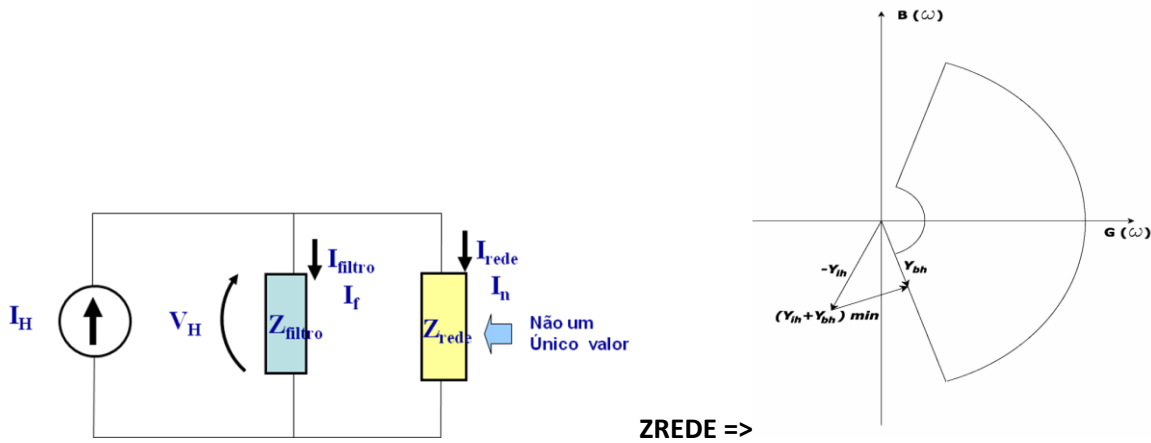 I_H
V_H
I_filtro
I_f
Z_filtro
I_rede
I_n
Z_rede
Não um
Único valor
ZREDE =>
B (ω)
G (ω)
-Y_ih
Y_bh
(Y_ih+Y_bh) min